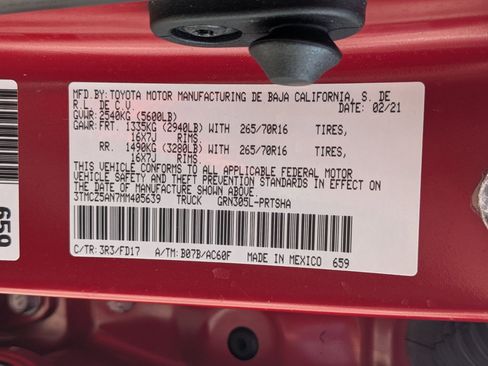 MFD.BY:TOYOTA MOTOR MANUFACTURING DE BAJA CALIFORNIA, S. DE
R.L. DE C.V. DATE: 02/21
GVWR: 2540KG (5600LB)
GAWR: FRT. 1335KG (2940LB) WITH 265/70R16 TIRES,
16X7J RIMS
RR. 1490KG (3280LB) WITH 265/70R16 TIRES,
16X7J RIMS
THIS VEHICLE CONFORMS TO ALL APPLICABLE FEDERAL MOTOR
VEHICLE SAFETY AND THEFT PREVENTION STANDARDS IN EFFECT ON
THE DATE OF MANUFACTURE SHOWN ABOVE.
3TMCZ5AN7MM405639 TRUCK GRN305L-PRTSHA
C/TR: 3R3/FD17 A/TM: B07B/AC60F MADE IN MEXICO 659
659